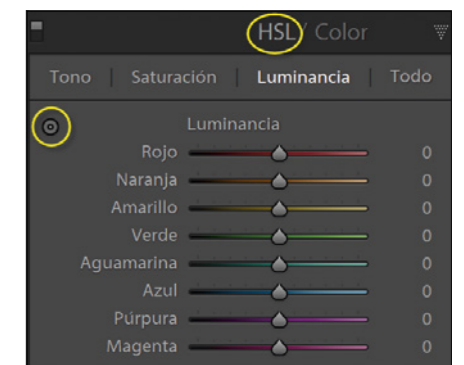 HSL / Color
Tono | Saturación | Luminancia | Todo
Luminancia
Rojo 0
Naranja 0
Amarillo 0
Verde 0
Aguamarina 0
Azul 0
Púrpura 0
Magenta 0